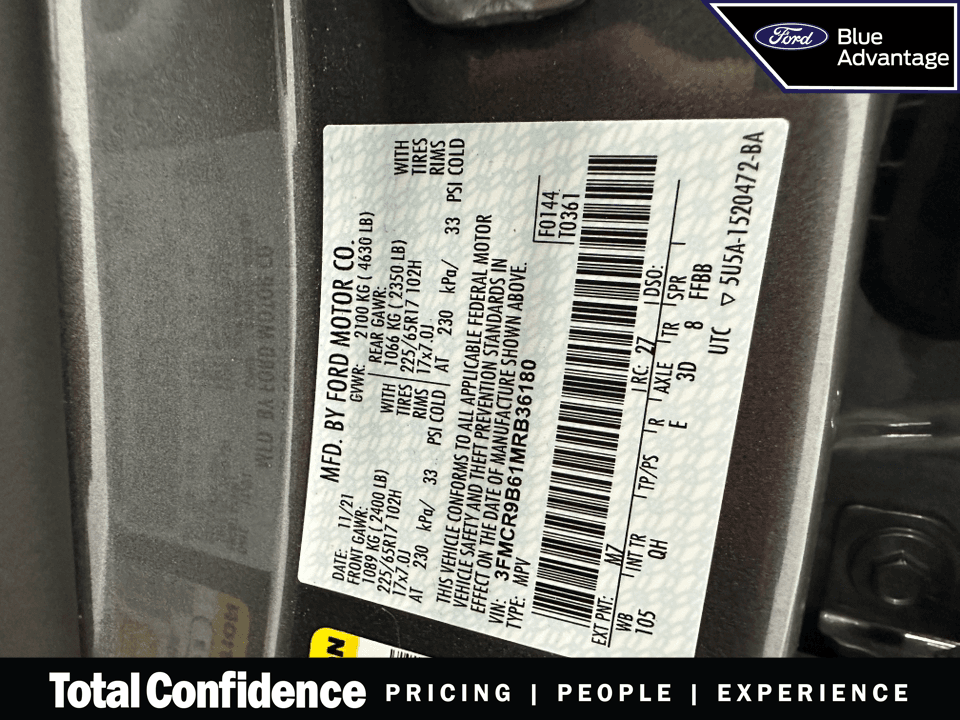 Ford
Blue
Advantage
MFD. BY FORD MOTOR CO.
DATE: 11/21
GVWR: 2100 KG ( 4630 LB)
FRONT GAWR:
1089 KG ( 2400 LB)
WITH
225/65R17 102H
TIRES
17x7.0J
RIMS
AT 230 kPa/ 33 PSI COLD
REAR GAWR:
1066 KG ( 2350 LB)
WITH
225/65R17 102H
TIRES
17x7.0J
RIMS
AT 230 kPa/ 33 PSI COLD
THIS VEHICLE CONFORMS TO ALL APPLICABLE FEDERAL MOTOR
VEHICLE SAFETY AND THEFT PREVENTION STANDARDS IN
EFFECT ON THE DATE OF MANUFACTURE SHOWN ABOVE.
VIN: 3FMCR9B61MRB36180
TYPE: MPV
F0144
T0361
EXT PNT: M7 RC: 27 DSO:
WB INT TR TP/PS R AXLE TR SPR
105 QH E 3D 8 FFBB
UTC ▽ 5U5A-1520472-BA
Total Confidence PRICING | PEOPLE | EXPERIENCE